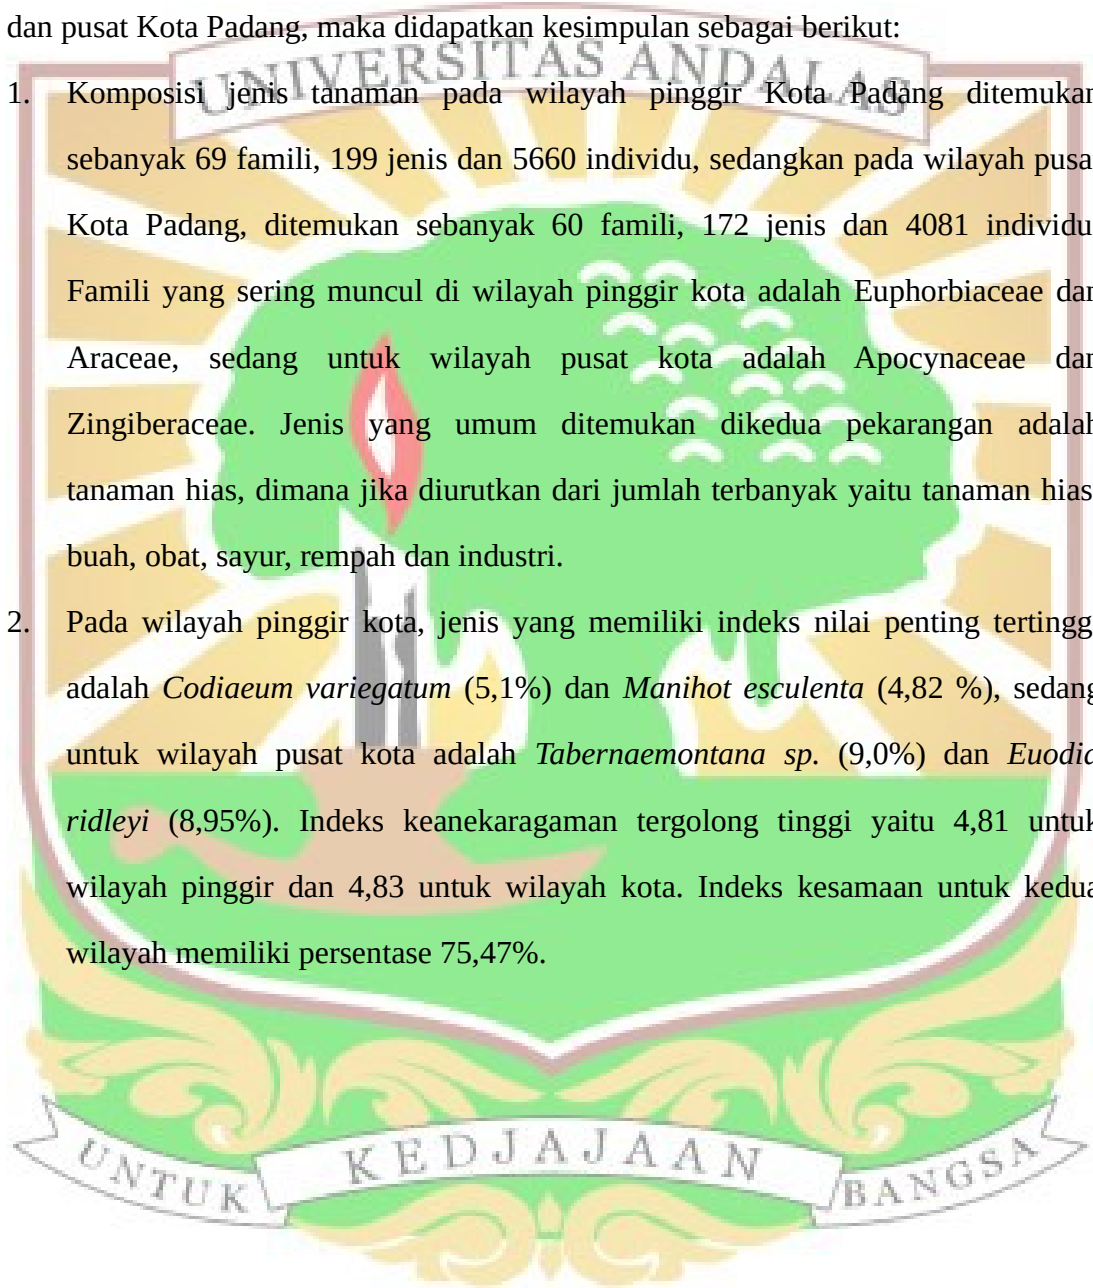 dan pusat Kota Padang, maka didapatkan kesimpulan sebagai berikut:
UNIVERSITAS ANDALAS
1. Komposisi jenis tanaman pada wilayah pinggir Kota Padang ditemukan
sebanyak 69 famili, 199 jenis dan 5660 individu, sedangkan pada wilayah pusat
Kota Padang, ditemukan sebanyak 60 famili, 172 jenis dan 4081 individu
Famili yang sering muncul di wilayah pinggir kota adalah Euphorbiaceae dan
Araceae, sedang untuk wilayah pusat kota adalah Apocynaceae dan
Zingiberaceae. Jenis yang umum ditemukan dikedua pekarangan adalah
tanaman hias, dimana jika diurutkan dari jumlah terbanyak yaitu tanaman hias,
buah, obat, sayur, rempah dan industri.
2. Pada wilayah pinggir kota, jenis yang memiliki indeks nilai penting tertinggi
adalah Codiaeum variegatum (5,1%) dan Manihot esculenta (4,82 %), sedang
untuk wilayah pusat kota adalah Tabernaemontana sp. (9,0%) dan Euodia
ridleyi (8,95%). Indeks keanekaragaman tergolong tinggi yaitu 4,81 untuk
wilayah pinggir dan 4,83 untuk wilayah kota. Indeks kesamaan untuk kedua
wilayah memiliki persentase 75,47%.
UNTUK KEDJAJAAN BANGSA